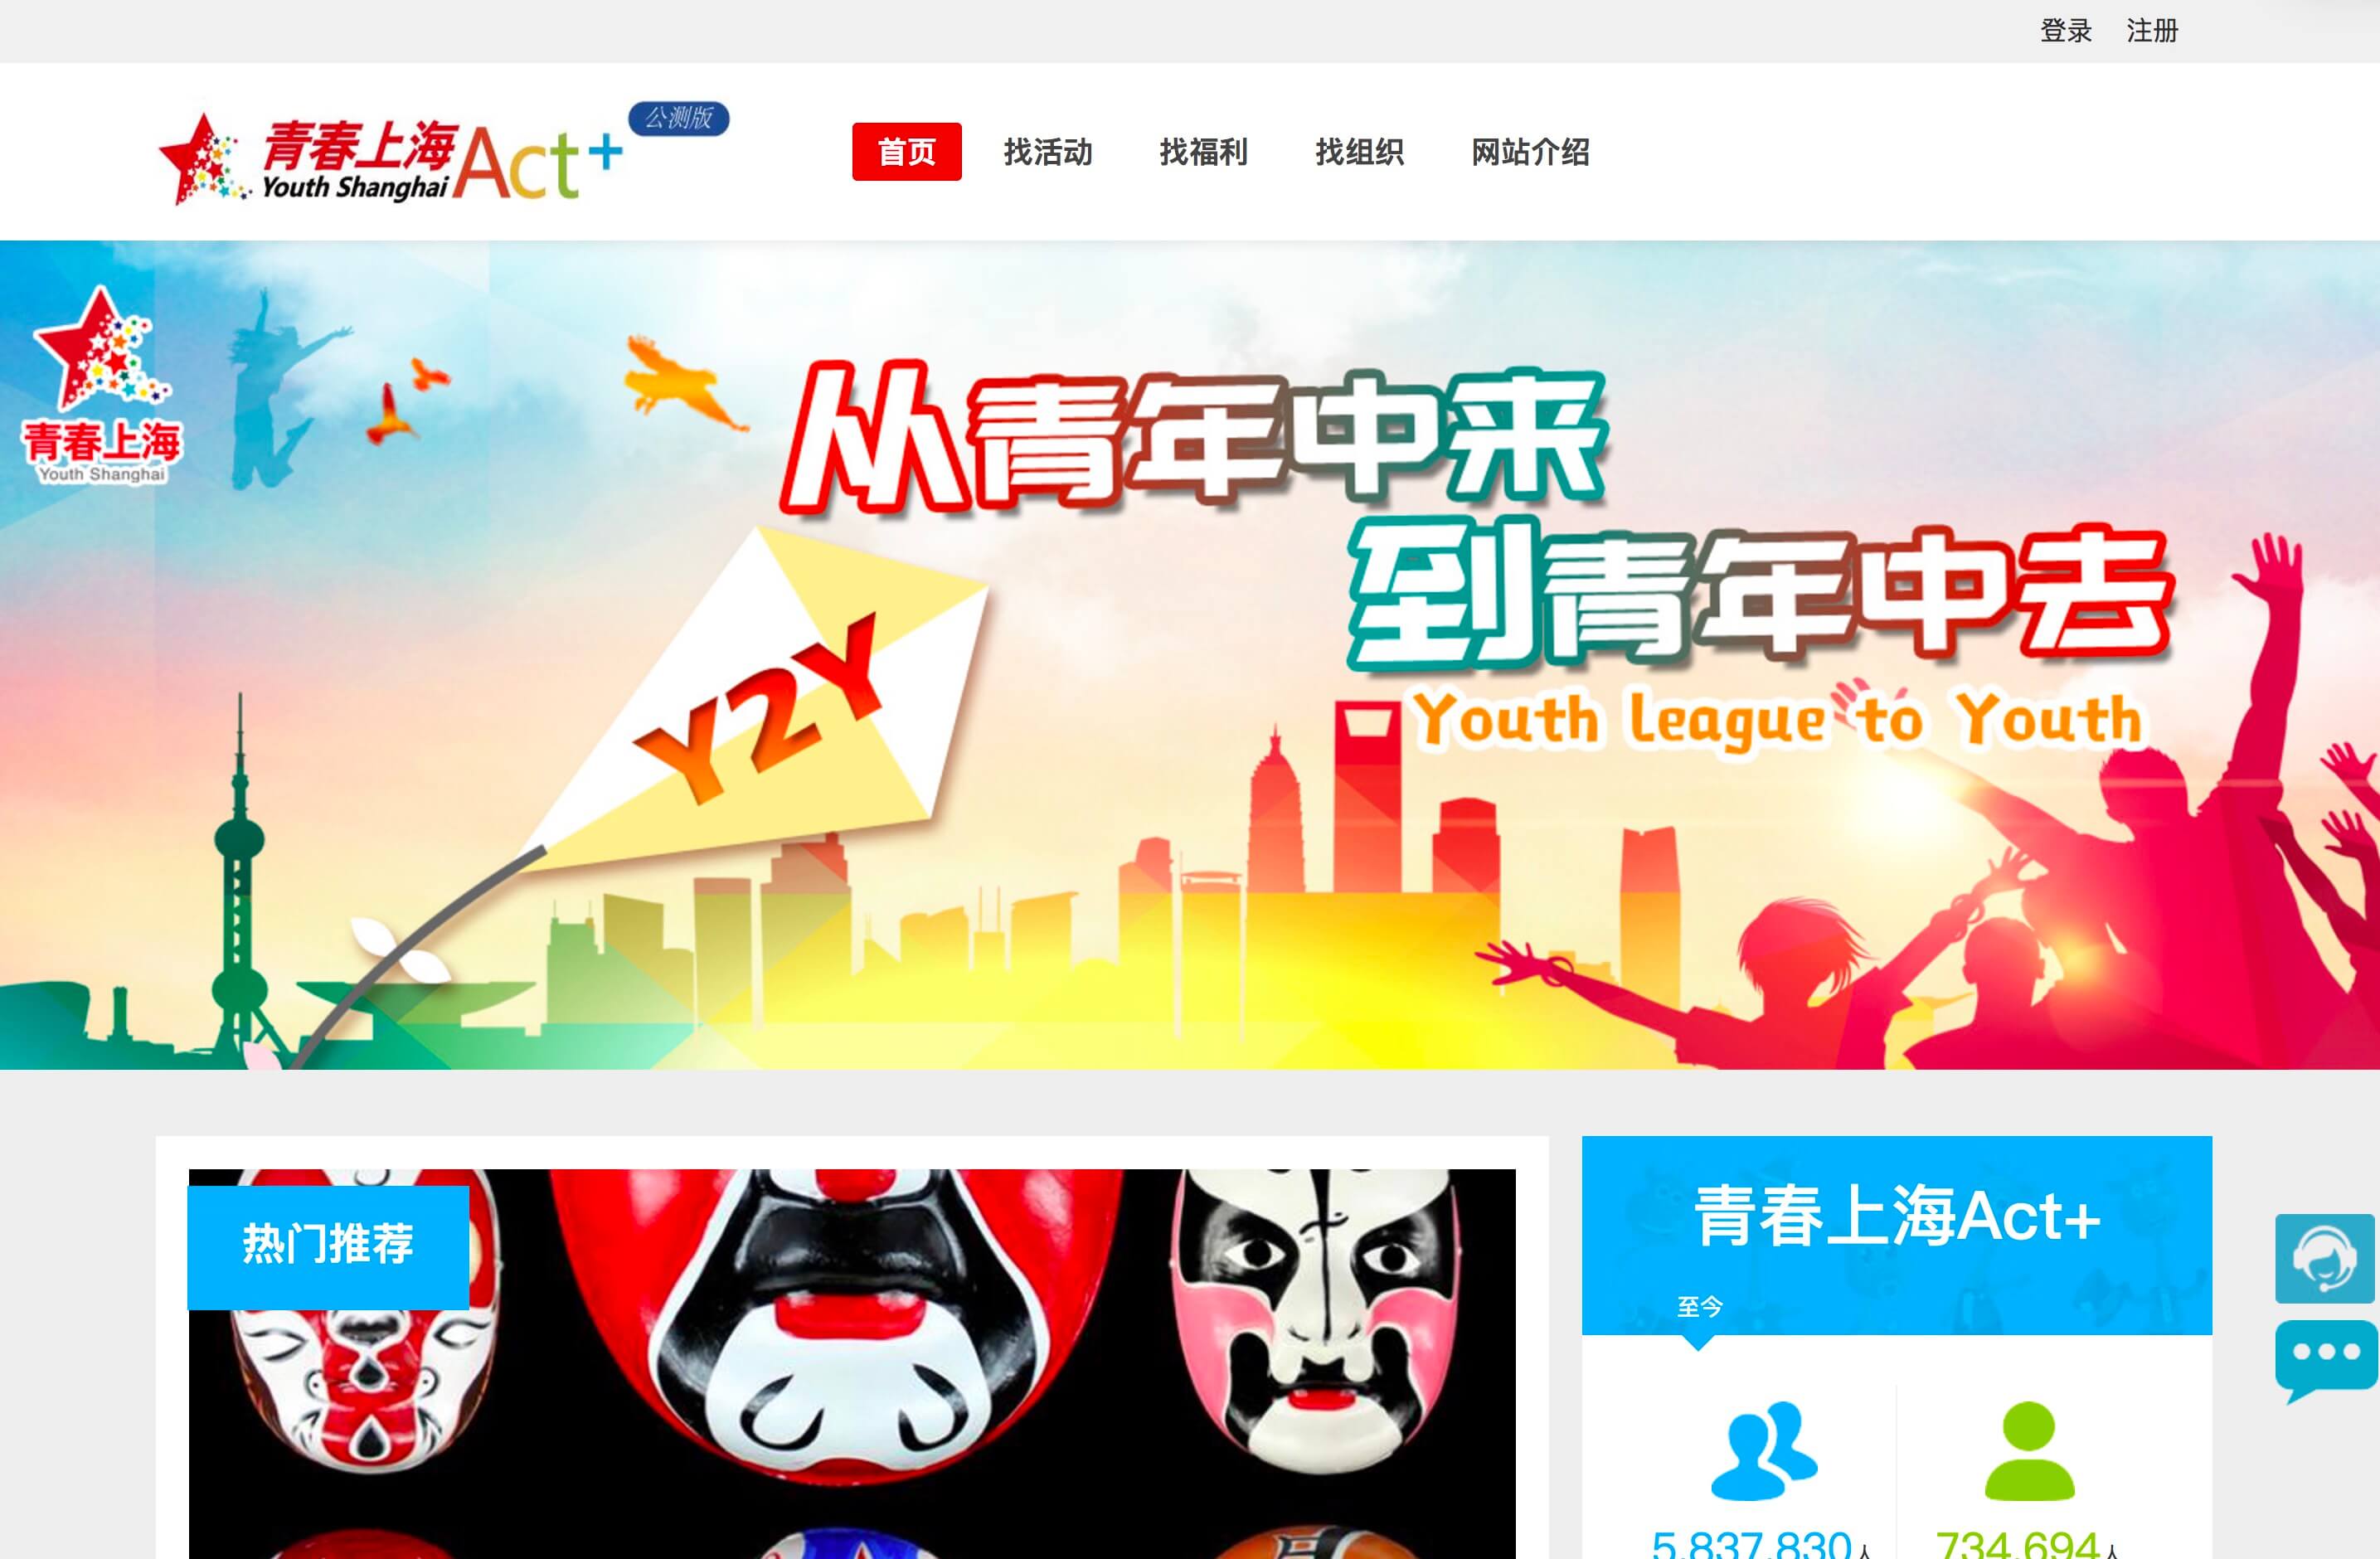 登录 注册
青春上海 Act+ 公测版
Youth Shanghai
首页 找活动 找福利 找组织 网站介绍
青春上海
Youth Shanghai
从青年中来
到青年中去
Youth league to Youth
Y2Y
热门推荐
青春上海Act+
至今
5,837,830人 734,694人